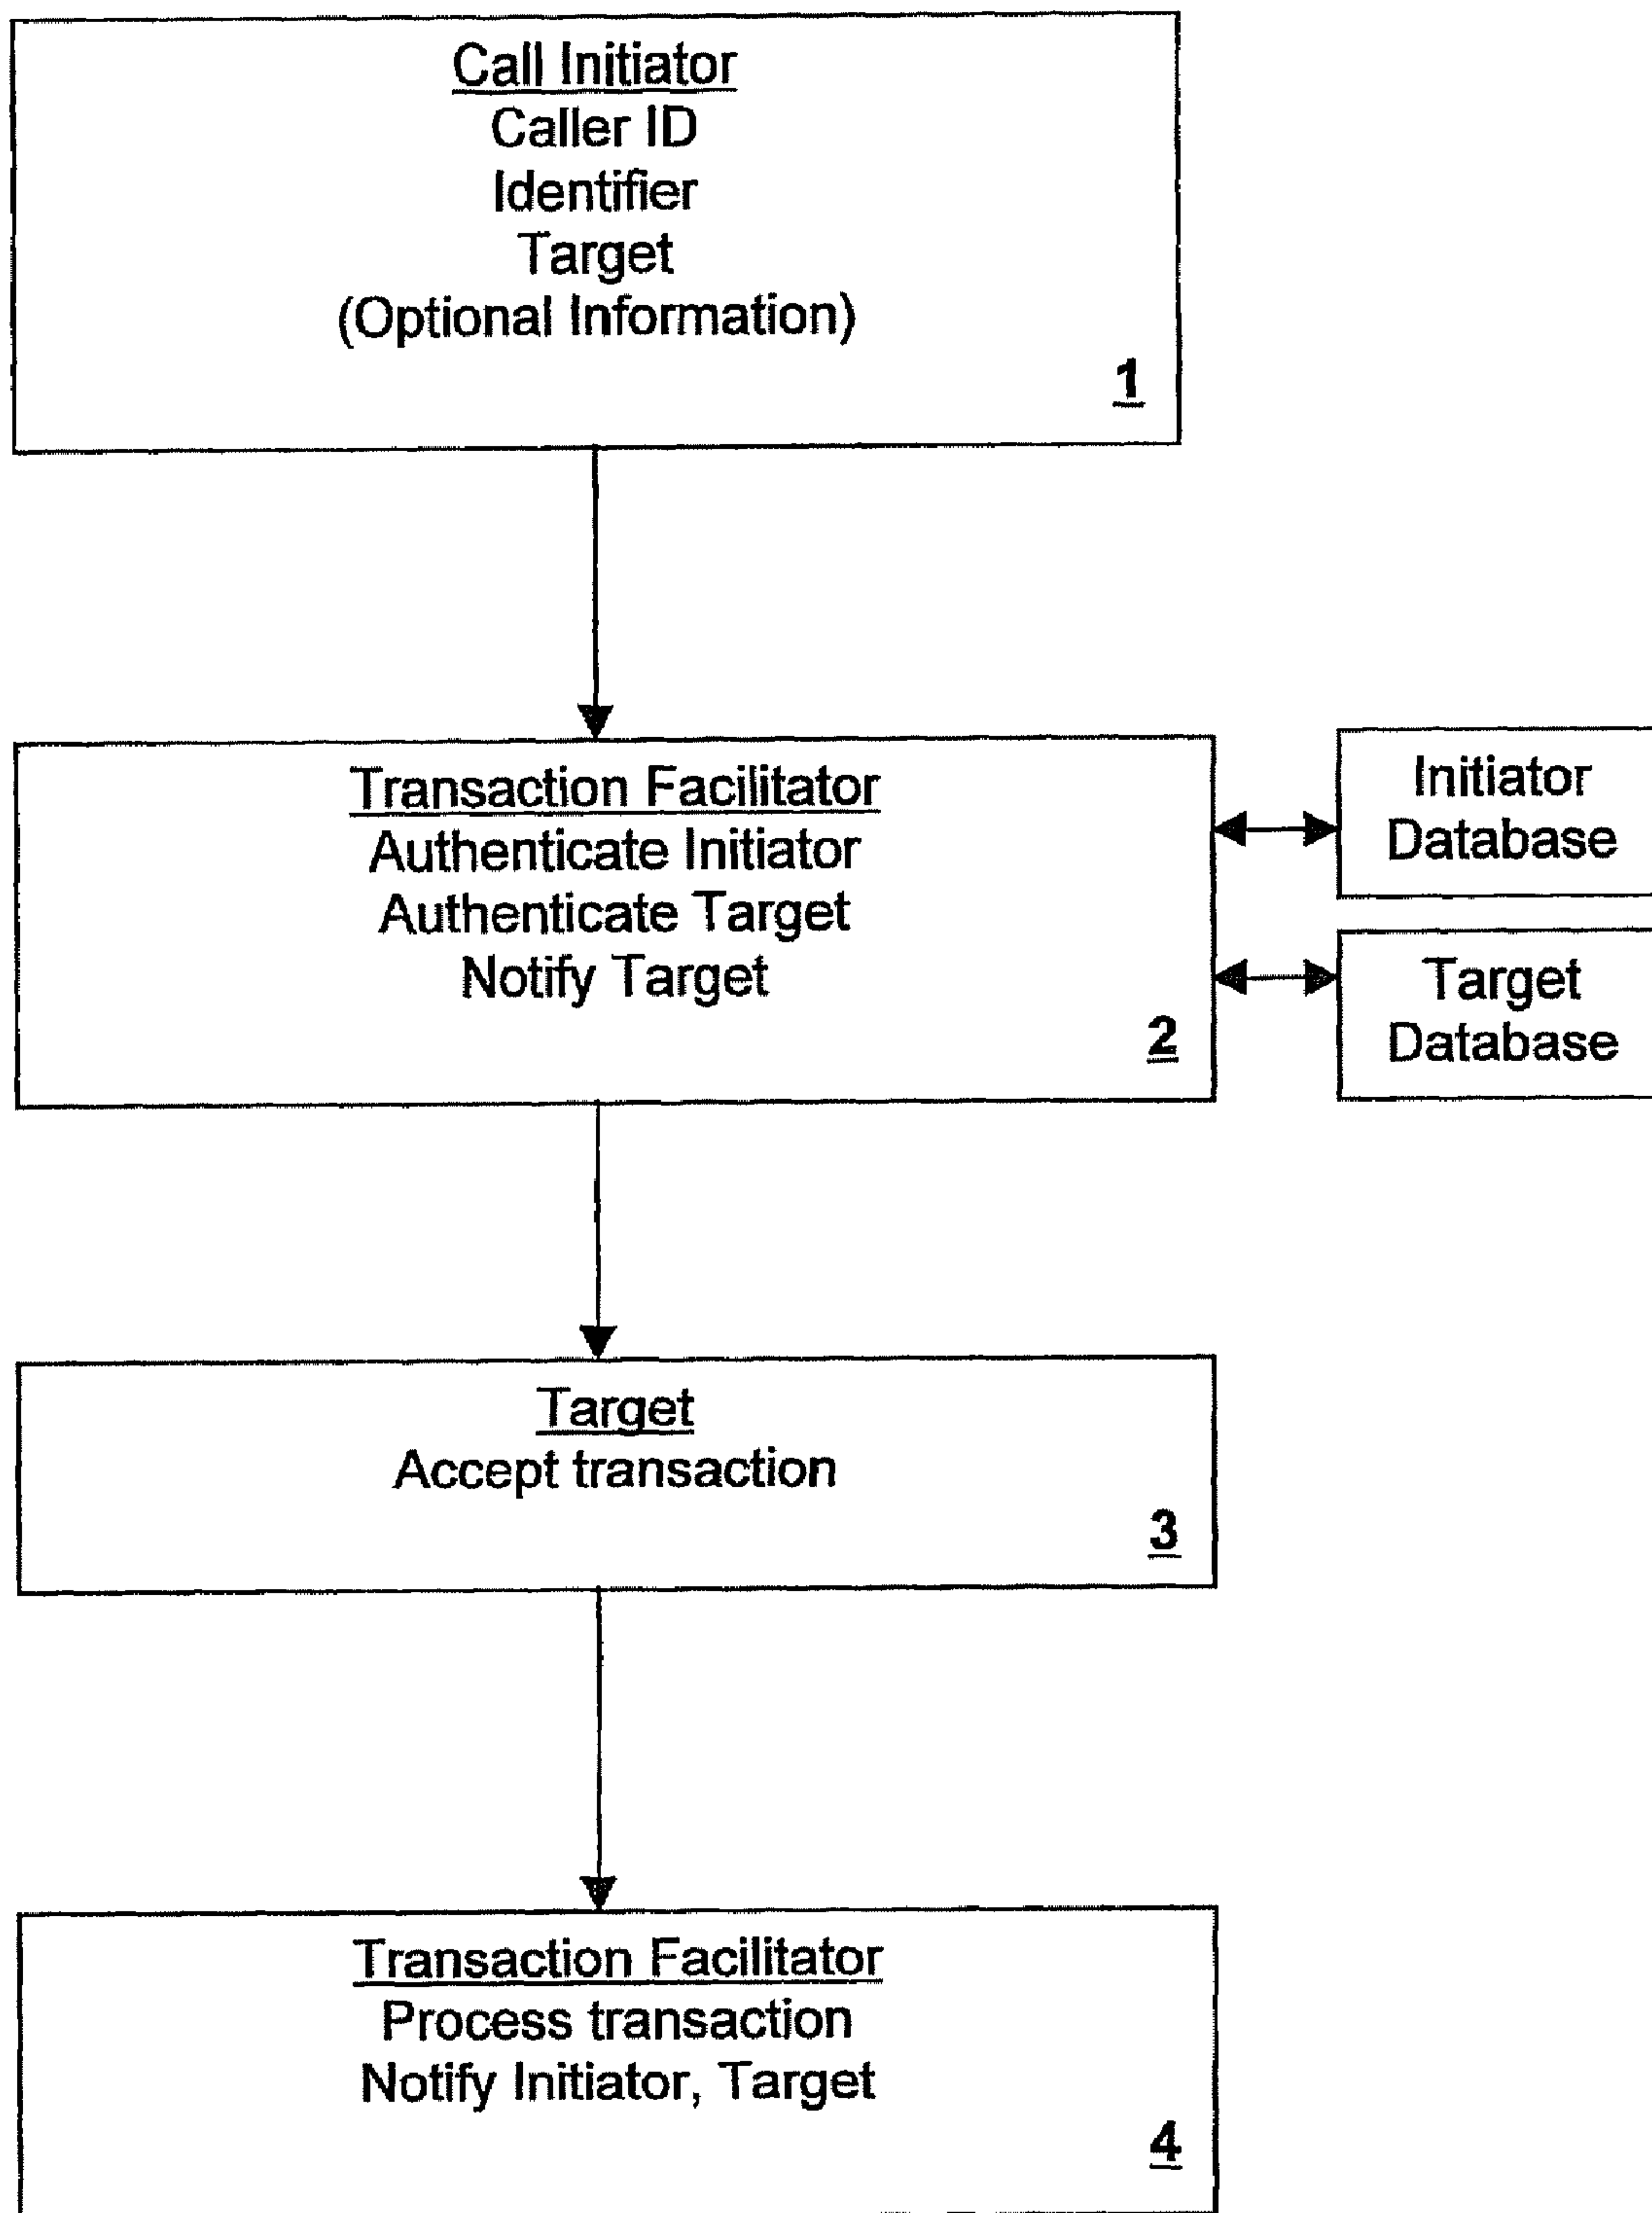 Call Initiator
Caller ID
Identifier
Target
(Optional Information)
1
Transaction Facilitator
Authenticate Initiator
Authenticate Target
Notify Target
2
Initiator
Database
Target
Database
Target
Accept transaction
3
Transaction Facilitator
Process transaction
Notify Initiator, Target
4